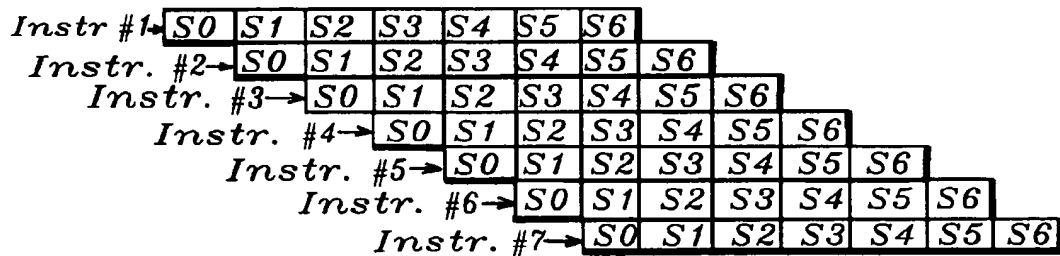 Instr #1 S0 S1 S2 S3 S4 S5 S6
Instr. #2 S0 S1 S2 S3 S4 S5 S6
Instr. #3 S0 S1 S2 S3 S4 S5 S6
Instr. #4 S0 S1 S2 S3 S4 S5 S6
Instr. #5 S0 S1 S2 S3 S4 S5 S6
Instr. #6 S0 S1 S2 S3 S4 S5 S6
Instr. #7 S0 S1 S2 S3 S4 S5 S6